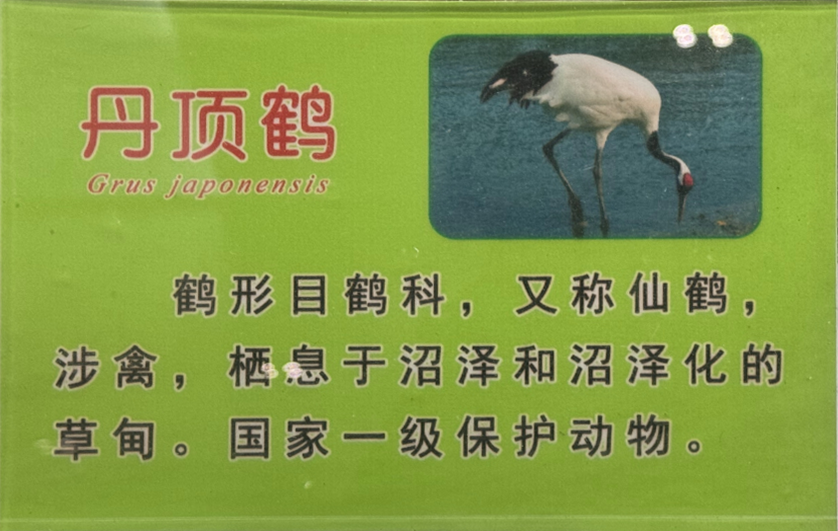 丹顶鹤
Grus japonensis
鹤形目鹤科，又称仙鹤，
涉禽，栖息于沼泽和沼泽化的
草甸。国家一级保护动物。